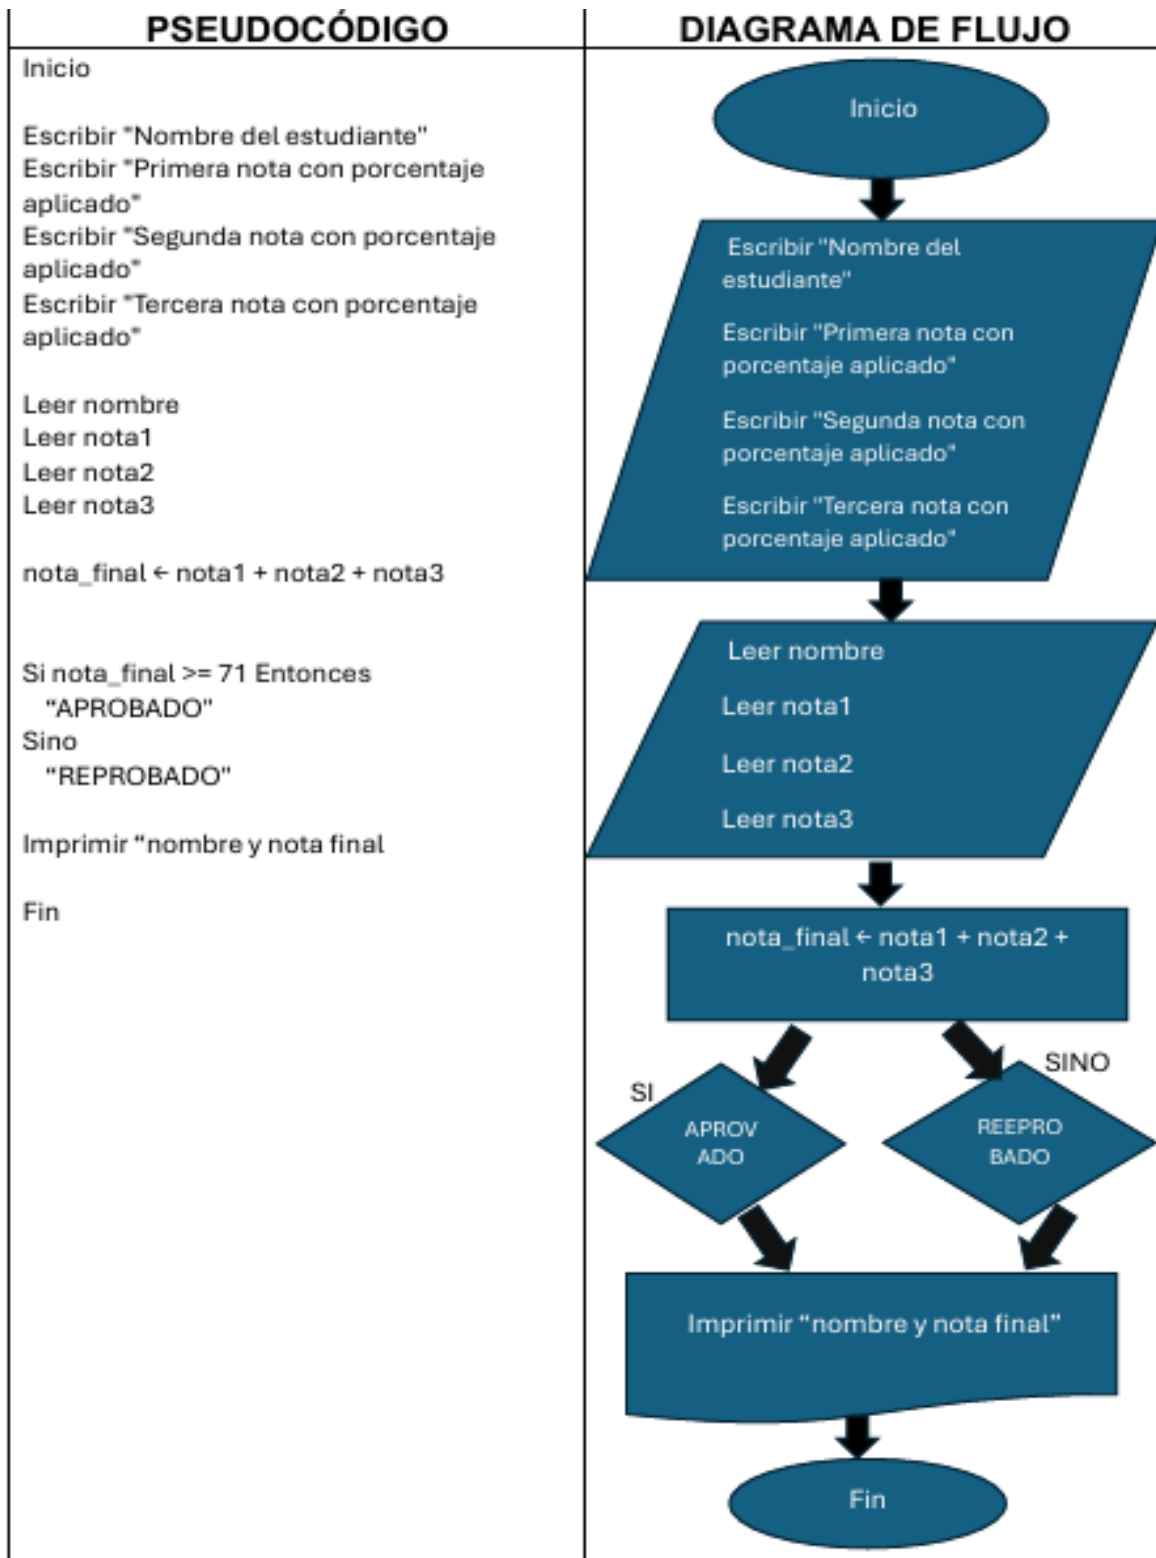 PSEUDOCÓDIGO
Inicio
Escribir "Nombre del estudiante"
Escribir "Primera nota con porcentaje
aplicado"
Escribir "Segunda nota con porcentaje
aplicado"
Escribir "Tercera nota con porcentaje
aplicado"
Leer nombre
Leer nota1
Leer nota2
Leer nota3
nota_final ← nota1 + nota2 + nota3
Si nota_final >= 71 Entonces
“APROBADO"
Sino
“REPROBADO"
Imprimir “nombre y nota final
Fin
DIAGRAMA DE FLUJO
Inicio
Escribir "Nombre del
estudiante"
Escribir "Primera nota con
porcentaje aplicado"
Escribir "Segunda nota con
porcentaje aplicado"
Escribir "Tercera nota con
porcentaje aplicado"
Leer nombre
Leer nota1
Leer nota2
Leer nota3
nota_final ← nota1 + nota2 +
nota3
SI
APROV
ADO
SINO
REEPRO
BADO
Imprimir “nombre y nota final”
Fin